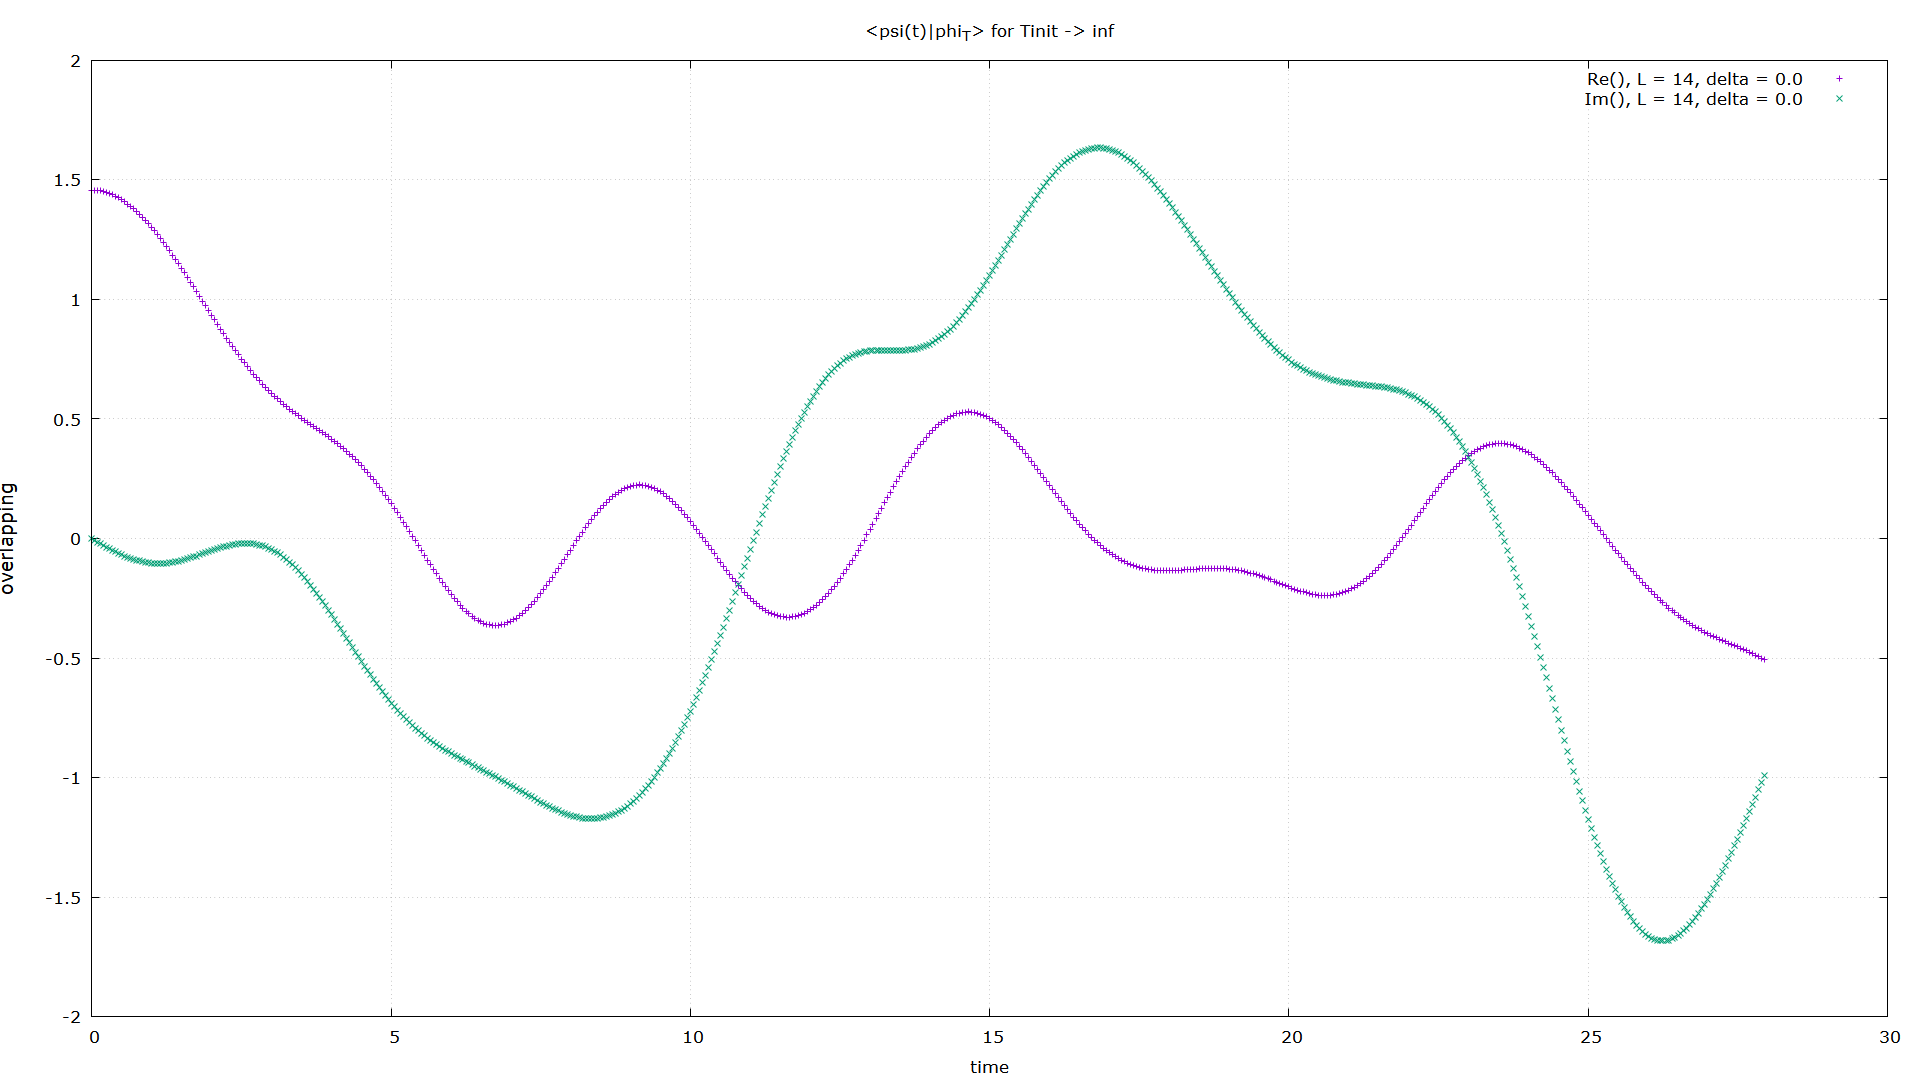 <psi(t)|phiT> for Tinit -> inf
Re(), L = 14, delta = 0.0
Im(), L = 14, delta = 0.0
2
1.5
1
0.5
0
-0.5
-1
-1.5
-2
overlapping
0 5 10 15 20 25 30
time